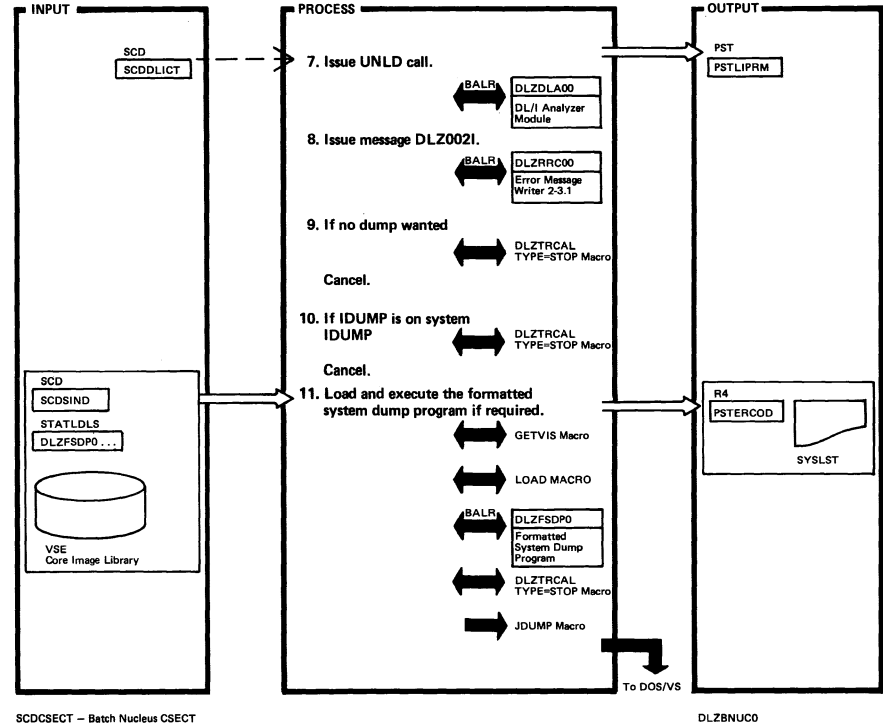 INPUT
PROCESS
OUTPUT
SCD
SCDDLICT
7. Issue UNLD call.
PST
PSTLIPRM
BALR
DLZDLA00
DL/I Analyzer
Module
8. Issue message DLZ002I.
BALR
DLZRRC00
Error Message
Writer 2-3.1
9. If no dump wanted
DLZTRCAL
TYPE=STOP Macro
Cancel.
10. If IDUMP is on system
IDUMP
DLZTRCAL
TYPE=STOP Macro
Cancel.
SCD
SCDSIND
STATLDLS
DLZFSDP0 . . .
VSE
Core Image Library
11. Load and execute the formatted
system dump program if required.
GETVIS Macro
LOAD MACRO
BALR
DLZFSDP0
Formatted
System Dump
Program
DLZTRCAL
TYPE=STOP Macro
JDUMP Macro
R4
PSTERCOD
SYSLST
To DOS/VS
SCDCSECT – Batch Nucleus CSECT
DLZBNUC0